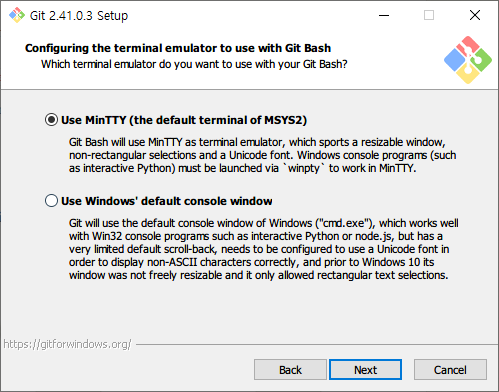 Git 2.41.0.3 Setup
Configuring the terminal emulator to use with Git Bash
Which terminal emulator do you want to use with your Git Bash?
Use MinTTY (the default terminal of MSYS2)
Git Bash will use MinTTY as terminal emulator, which sports a resizable window,
non-rectangular selections and a Unicode font. Windows console programs (such
as interactive Python) must be launched via `winpty` to work in MinTTY.
Use Windows' default console window
Git will use the default console window of Windows ("cmd.exe"), which works well
with Win32 console programs such as interactive Python or node.js, but has a
very limited default scroll-back, needs to be configured to use a Unicode font in
order to display non-ASCII characters correctly, and prior to Windows 10 its
window was not freely resizable and it only allowed rectangular text selections.
https://gitforwindows.org/
Back
Next
Cancel